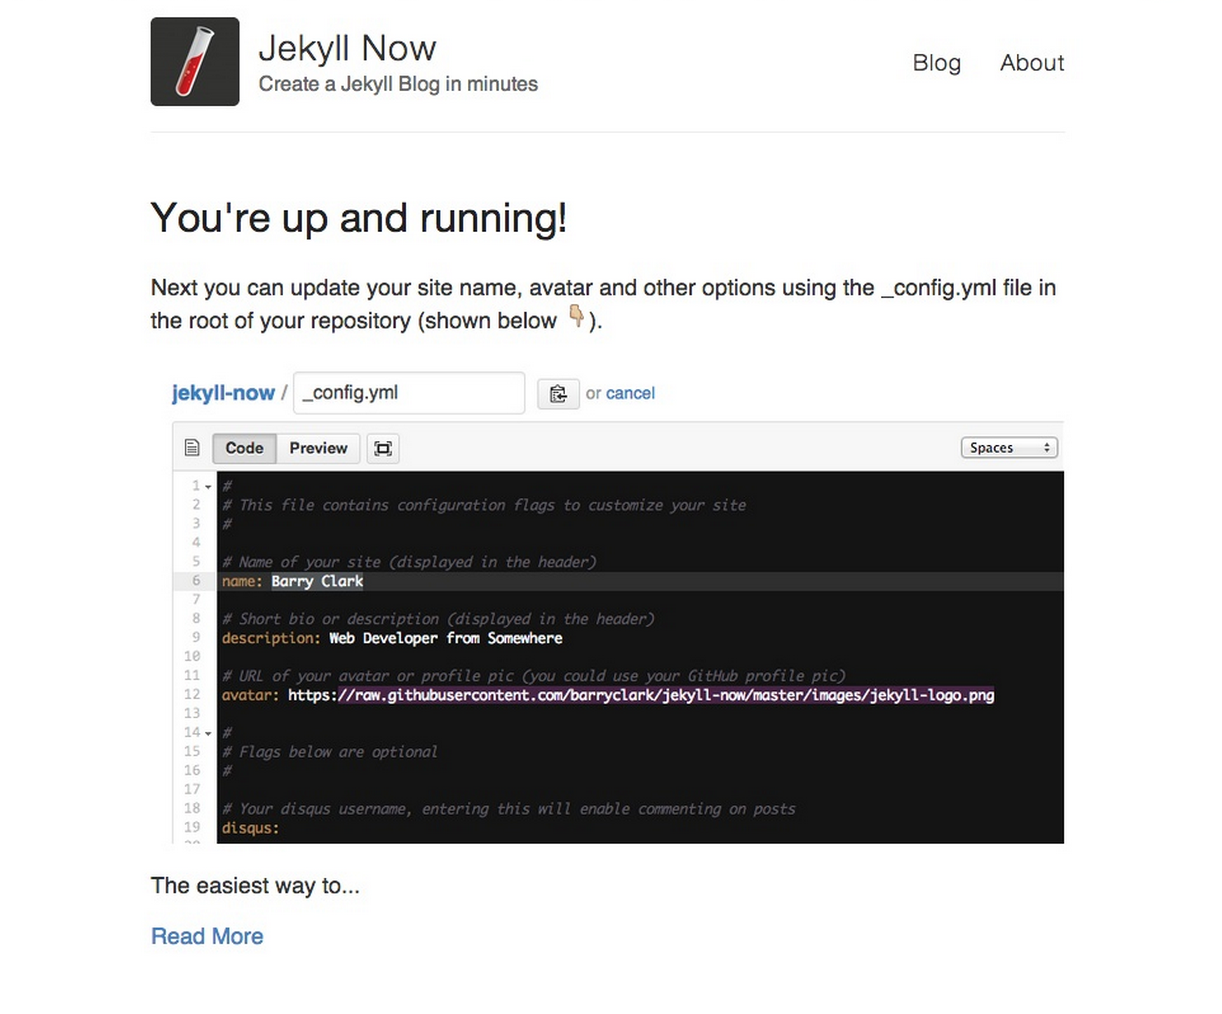 Jekyll Now
Create a Jekyll Blog in minutes
Blog
About
You're up and running!
Next you can update your site name, avatar and other options using the _config.yml file in
the root of your repository (shown below 👇).
jekyll-now / _config.yml or cancel
Code Preview Spaces
1 #
2 # This file contains configuration flags to customize your site
3 #
4
5 # Name of your site (displayed in the header)
6 name: Barry Clark
7
8 # Short bio or description (displayed in the header)
9 description: Web Developer from Somewhere
10
11 # URL of your avatar or profile pic (you could use your GitHub profile pic)
12 avatar: https://raw.githubusercontent.com/barryclark/jekyll-now/master/images/jekyll-logo.png
13
14 #
15 # Flags below are optional
16 #
17
18 # Your disqus username, entering this will enable commenting on posts
19 disqus:
The easiest way to...
Read More